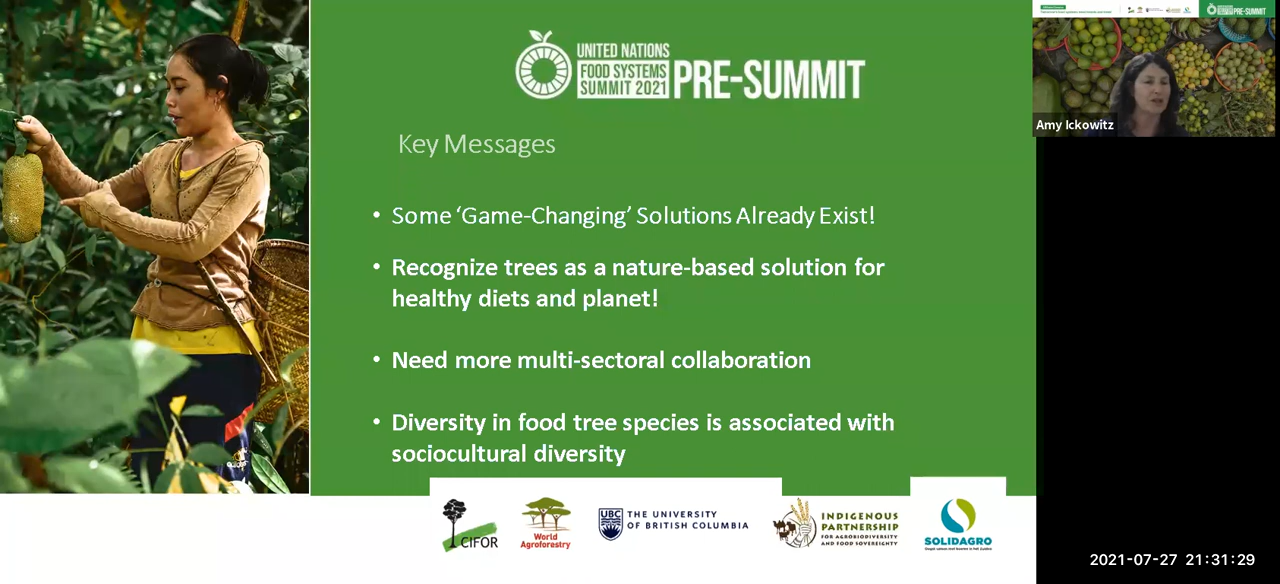 UNITED NATIONS
FOOD SYSTEMS
SUMMIT 2021
PRE-SUMMIT
Key Messages
• Some ‘Game-Changing’ Solutions Already Exist!
• Recognize trees as a nature-based solution for
healthy diets and planet!
• Need more multi-sectoral collaboration
• Diversity in food tree species is associated with
sociocultural diversity
CIFOR
World
Agroforestry
UBC
THE UNIVERSITY
OF BRITISH COLUMBIA
INDIGENOUS
PARTNERSHIP
FOR AGROBIODIVERSITY
AND FOOD SOVEREIGNTY
SOLIDAGRO
PRE-SUMMIT
Amy Ickowitz
2021-07-27 21:31:29